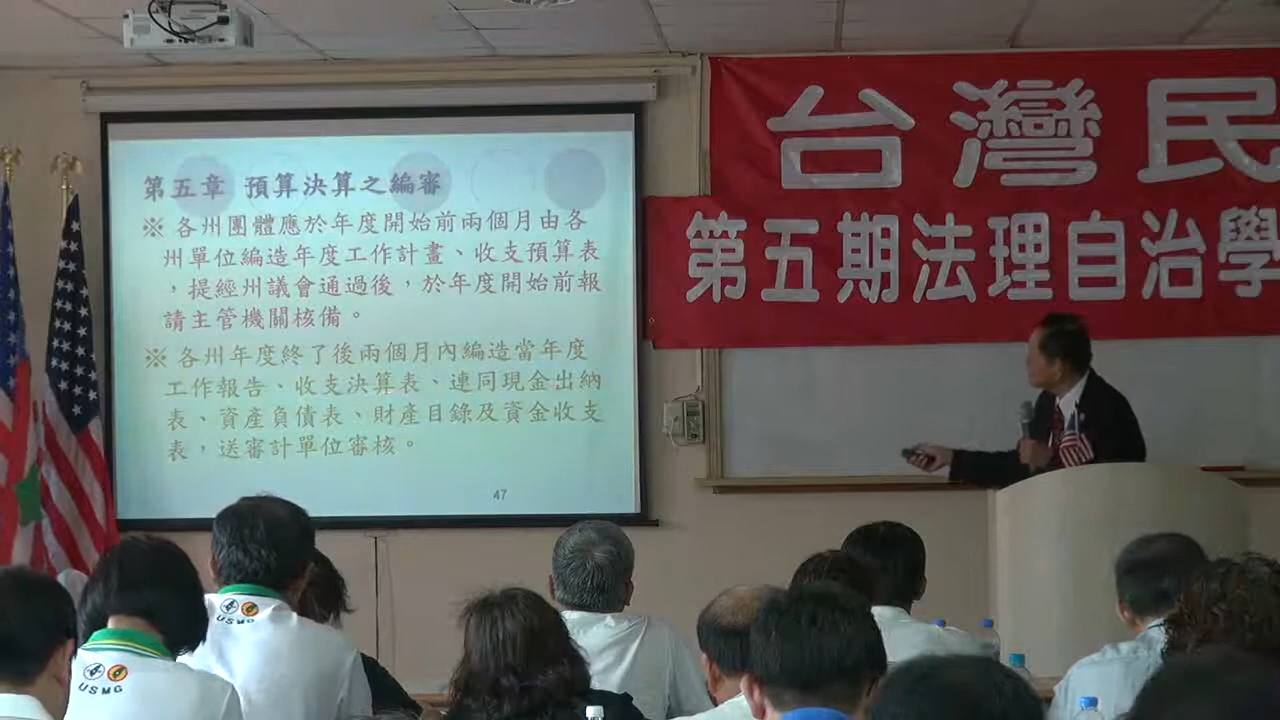 第五章 預算決算之編審
※ 各州團體應於年度開始前兩個月由各
州單位編造年度工作計畫、收支預算表
，提經州議會通過後，於年度開始前報
請主管機關核備。
※ 各州年度終了後兩個月內編造當年度
工作報告、收支決算表、連同現金出納
表、資產負債表、財產目錄及資金收支
表，送審計單位審核。
47
台灣民
第五期法理自治學
USMG
USMG